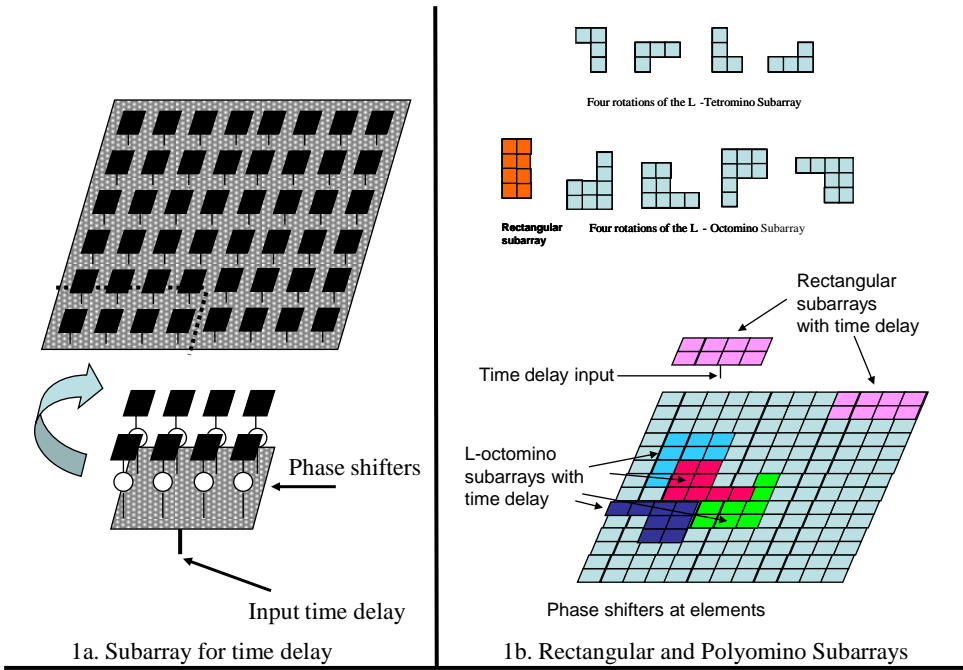 Phase shifters
Input time delay
1a. Subarray for time delay
Four rotations of the L -Tetromino Subarray
Rectangular
subarray
Four rotations of the L - Octomino Subarray
Rectangular
subarrays
with time delay
Time delay input
L-octomino
subarrays with
time delay
Phase shifters at elements
1b. Rectangular and Polyomino Subarrays